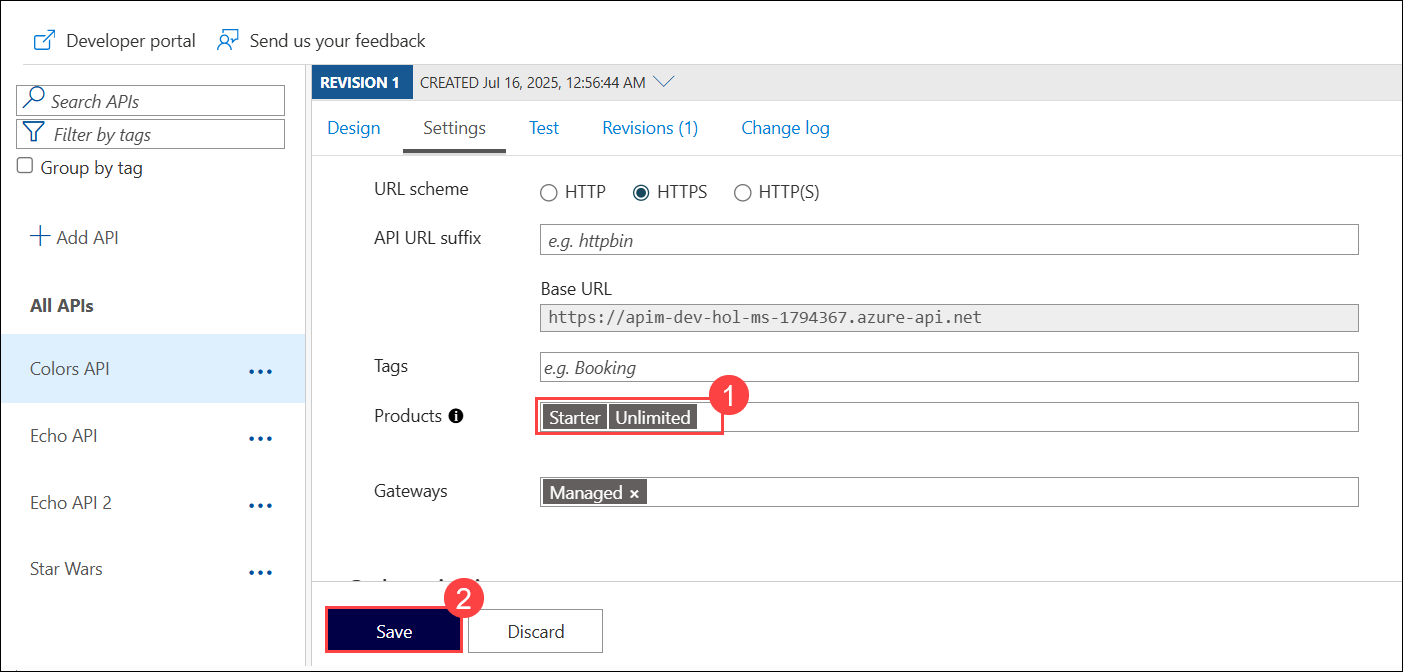 Developer portal
Send us your feedback
Search APIs
Filter by tags
Group by tag
Add API
All APIs
Colors API
Echo API
Echo API 2
Star Wars
REVISION 1 CREATED Jul 16, 2025, 12:56:44 AM
Design Settings Test Revisions (1) Change log
URL scheme HTTP HTTPS HTTP(S)
API URL suffix e.g. httpbin
Base URL
https://apim-dev-hol-ms-1794367.azure-api.net
Tags e.g. Booking
Products Starter Unlimited 1
Gateways Managed ×
2
Save Discard